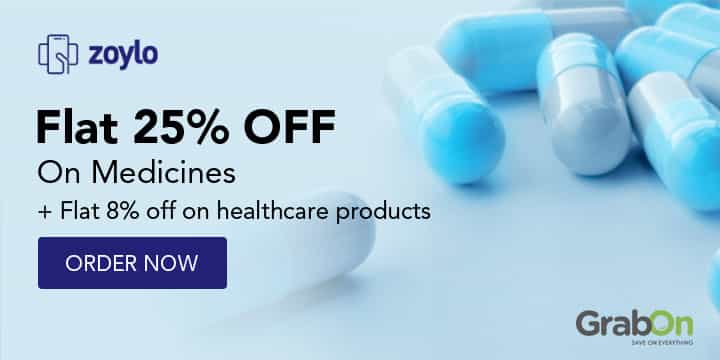 zoylo
Flat 25% OFF
On Medicines
+ Flat 8% off on healthcare products
ORDER NOW
GrabOn
SAVE ON EVERYTHING